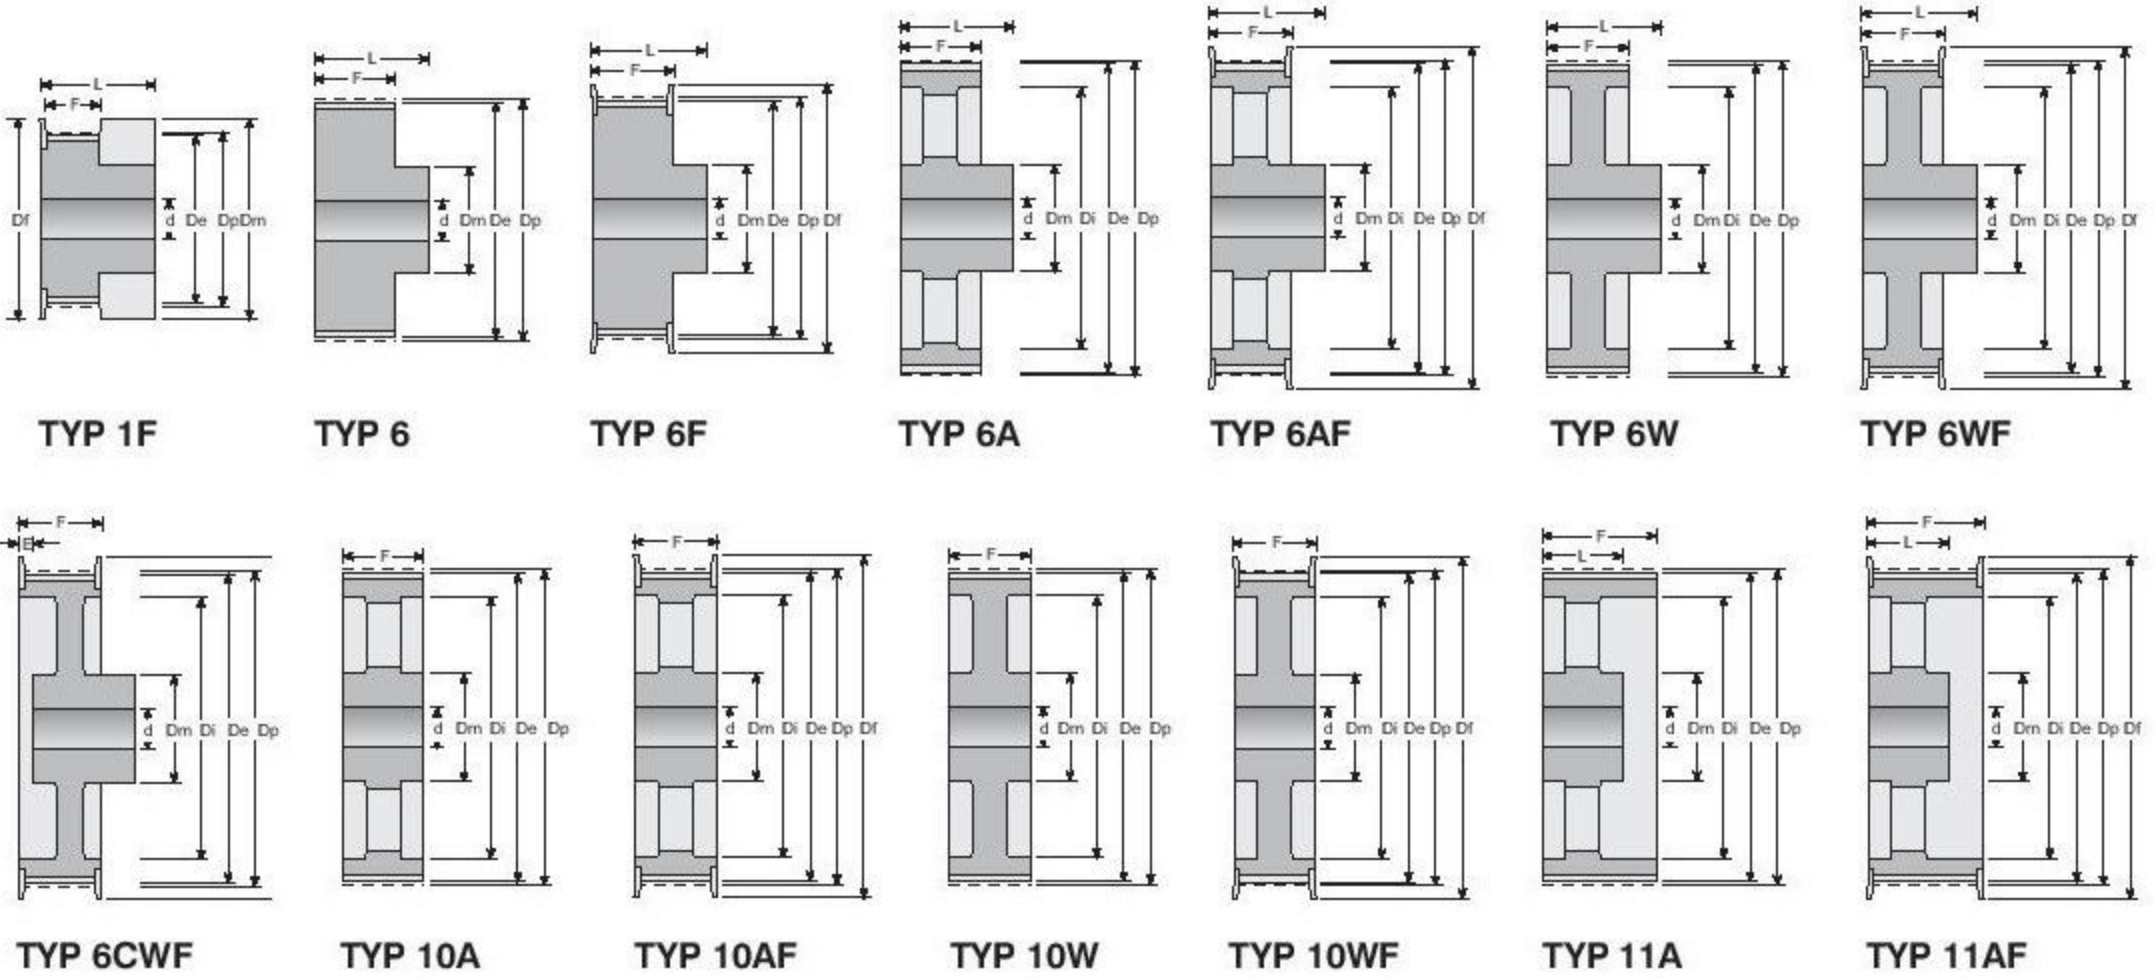 L L L L L L L
F F F F F F F
Df d De Dp Dm d Dm De Dp d Dm De Dp Df d Dm Di De Dp d Dm Di De Dp Df d Dm Di De Dp d Dm Di De Dp Df
TYP 1F TYP 6 TYP 6F TYP 6A TYP 6AF TYP 6W TYP 6WF
F F F F F F F
E L L
d Dm Di De Dp d Dm Di De Dp d Dm Di De Dp Df d Dm Di De Dp d Dm Di De Dp Df d Dm Di De Dp d Dm Di De Dp Df
TYP 6CWF TYP 10A TYP 10AF TYP 10W TYP 10WF TYP 11A TYP 11AF